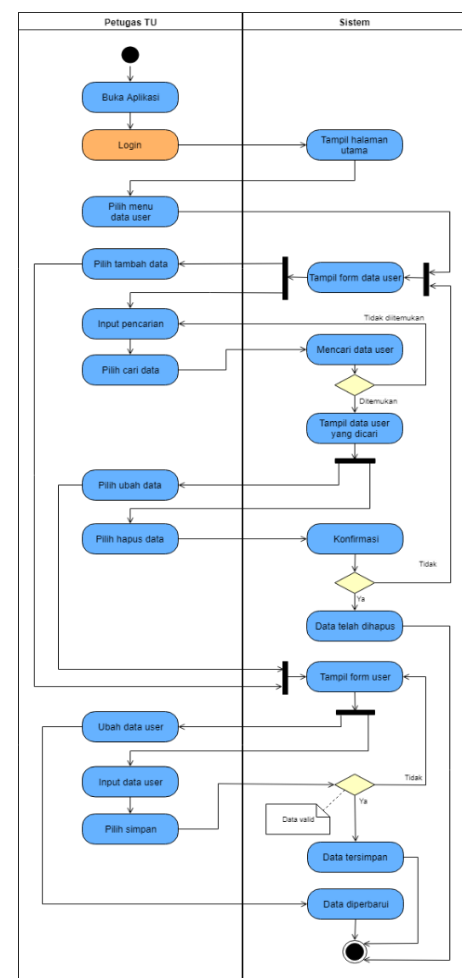 Petugas TU
Sistem
Buka Aplikasi
Login
Tampil halaman
utama
Pilih menu
data user
Pilih tambah data
Tampil form data user
Input pencarian
Tidak diitemukan
Pilih cari data
Mencari data user
Ditemukan
Tampil data user
yang dicari
Pilih ubah data
Pilih hapus data
Konfirmasi
Tidak
Ya
Data telah dihapus
Tampil form user
Ubah data user
Input data user
Tidak
Ya
Data valid
Pilih simpan
Data tersimpan
Data diperbarui